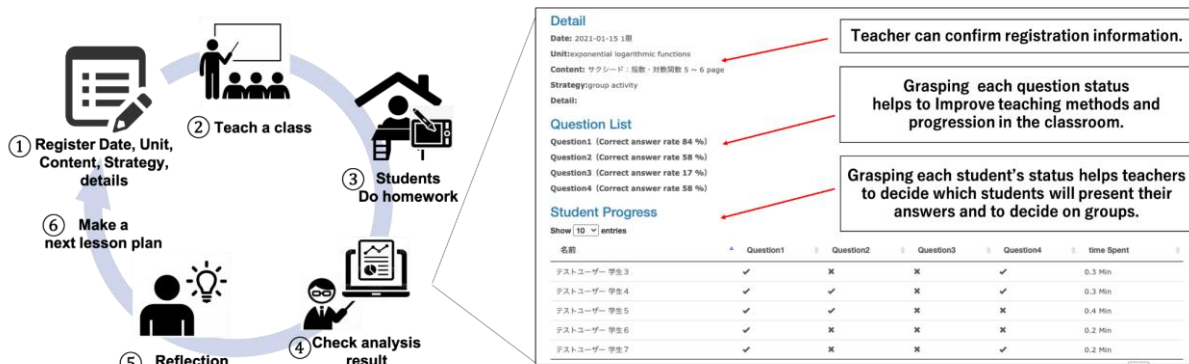 ① Register Date, Unit,
Content, Strategy,
details
② Teach a class
③ Students
Do homework
④ Check analysis
result
⑤ Reflection
⑥ Make a
next lesson plan
Detail
Date: 2021-01-15 1限
Unit:exponential logarithmic functions
Content: サクシード：指数・対数関数 5 ~ 6 page
Strategy:group activity
Detail:
Question List
Question1（Correct answer rate 84 %）
Question2（Correct answer rate 58 %）
Question3（Correct answer rate 17 %）
Question4（Correct answer rate 58 %）
Student Progress
Show 10 entries
名前 Question1 Question2 Question3 Question4 time Spent
テストユーザー 学生3 ✔ ✖ ✖ ✔ 0.3 Min
テストユーザー 学生4 ✔ ✔ ✖ ✔ 0.3 Min
テストユーザー 学生5 ✔ ✔ ✖ ✖ 0.4 Min
テストユーザー 学生6 ✔ ✖ ✖ ✖ 0.2 Min
テストユーザー 学生7 ✔ ✖ ✖ ✔ 0.2 Min
Teacher can confirm registration information.
Grasping each question status
helps to Improve teaching methods and
progression in the classroom.
Grasping each student's status helps teachers
to decide which students will present their
answers and to decide on groups.